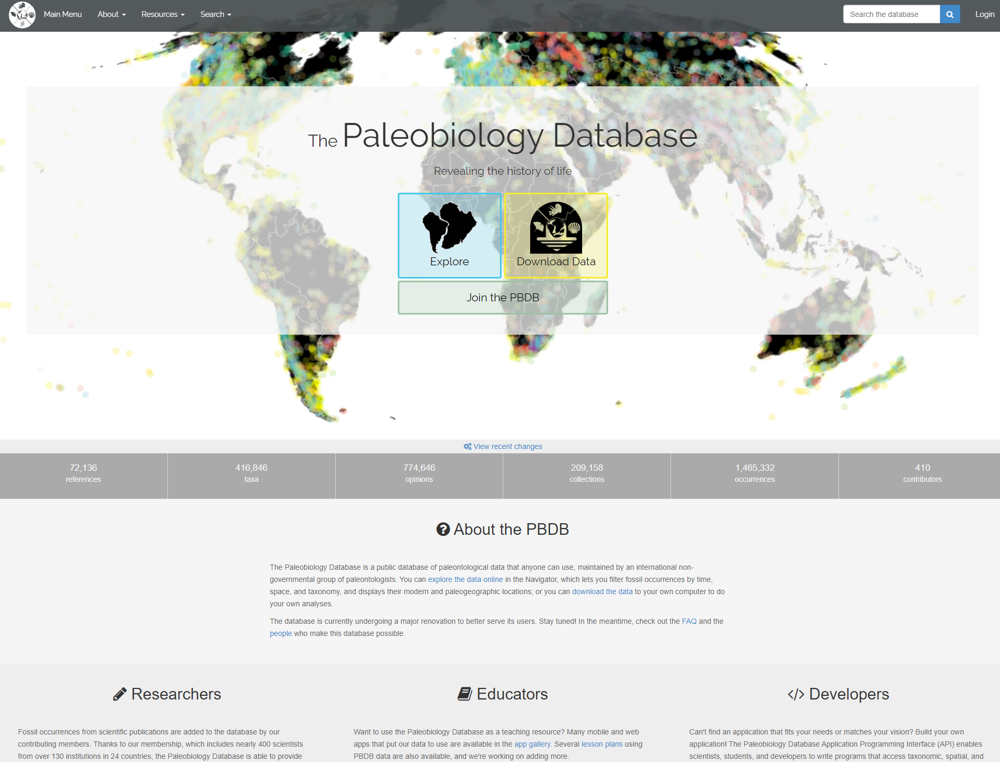 Main Menu
About
Resources
Search
Search the database
Login
The Paleobiology Database
Revealing the history of life
Explore
Download Data
Join the PBDB
View recent changes
72,136
references
416,846
taxa
774,646
opinions
209,158
collections
1,465,332
occurrences
410
contributors
About the PBDB
The Paleobiology Database is a public database of paleontological data that anyone can use, maintained by an international non-
governmental group of paleontologists. You can explore the data online in the Navigator, which lets you filter fossil occurrences by time,
space, and taxonomy, and displays their modern and paleogeographic locations; or you can download the data to your own computer to do
your own analyses.
The database is currently undergoing a major renovation to better serve its users. Stay tuned! In the meantime, check out the FAQ and the
people who make this database possible.
Researchers
Fossil occurrences from scientific publications are added to the database by our
contributing members. Thanks to our membership, which includes nearly 400 scientists
from over 130 institutions in 24 countries, the Paleobiology Database is able to provide
Educators
Want to use the Paleobiology Database as a teaching resource? Many mobile and web
apps that put our data to use are available in the app gallery. Several lesson plans using
PBDB data are also available, and we're working on adding more.
</> Developers
Can't find an application that fits your needs or matches your vision? Build your own
application! The Paleobiology Database Application Programming Interface (API) enables
scientists, students, and developers to write programs that access taxonomic, spatial, and